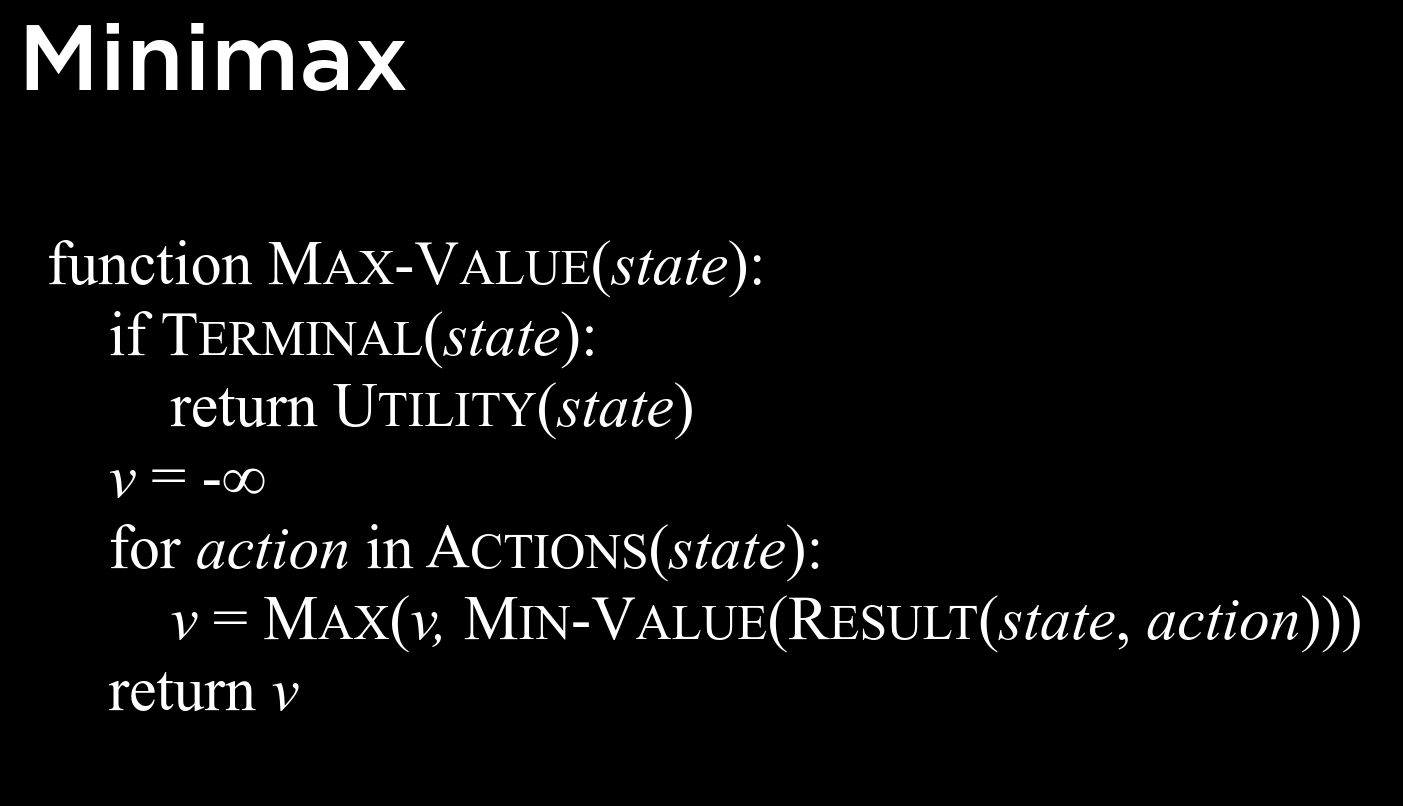 Minimax
function MAX-VALUE(state):
if TERMINAL(state):
return UTILITY(state)
v = -∞
for action in ACTIONS(state):
v = MAX(v, MIN-VALUE(RESULT(state, action)))
return v